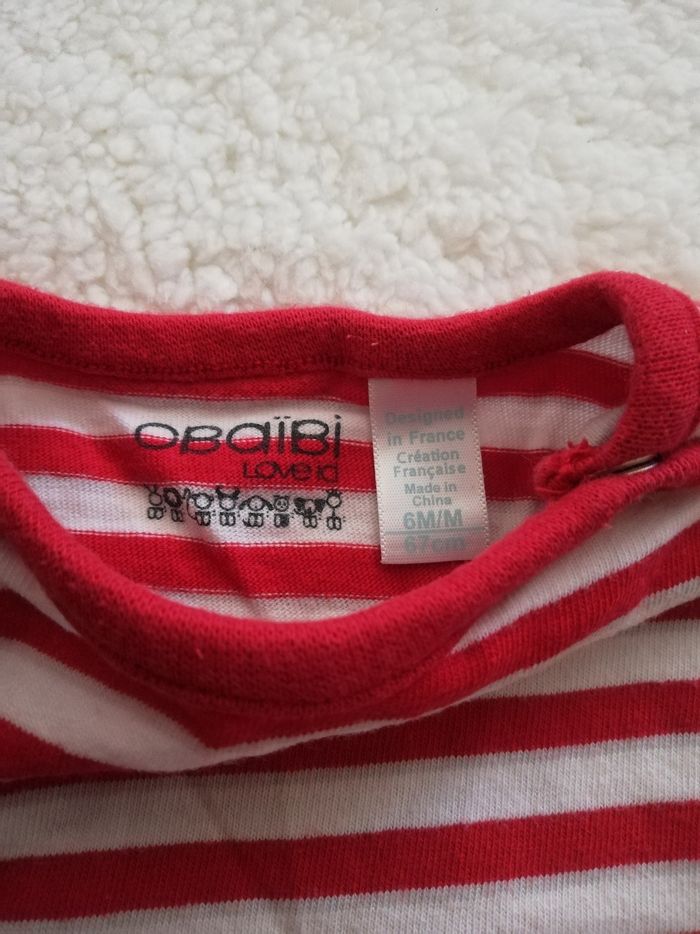 OBaïBi
LOVE id
Designed
in France
Création
Française
Made in
China
6M/M
67cm